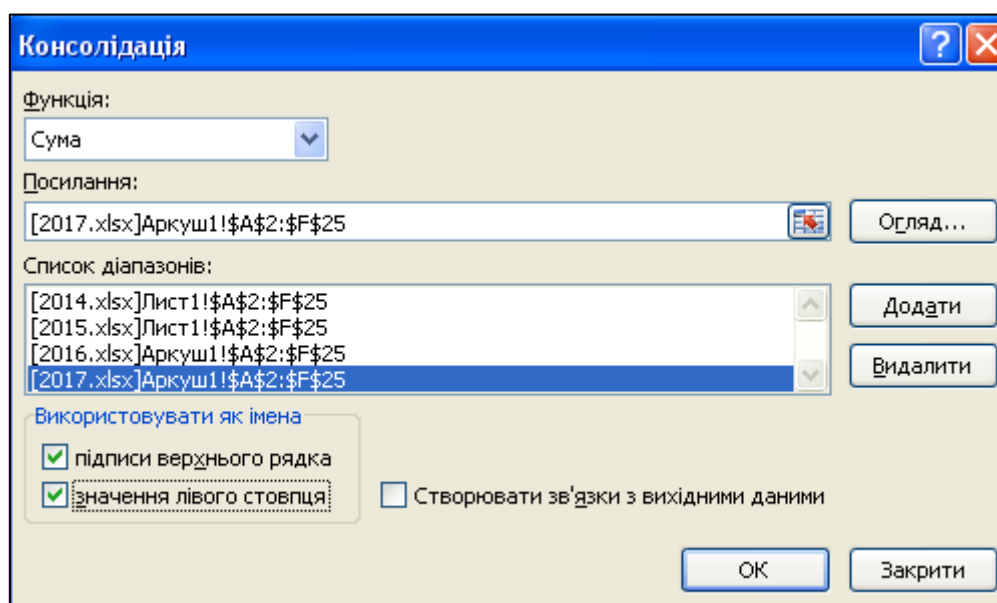 Консолідація
Функція:
Сума
Посилання:
[2017.xlsx]Аркуш1!$A$2:$F$25
Огляд...
Список діапазонів:
[2014.xlsx]Лист1!$A$2:$F$25
[2015.xlsx]Лист1!$A$2:$F$25
[2016.xlsx]Аркуш1!$A$2:$F$25
[2017.xlsx]Аркуш1!$A$2:$F$25
Додати
Видалити
Використовувати як імена
підписи верхнього рядка
значення лівого стовпця
Створювати зв'язки з вихідними даними
ОК
Закрити